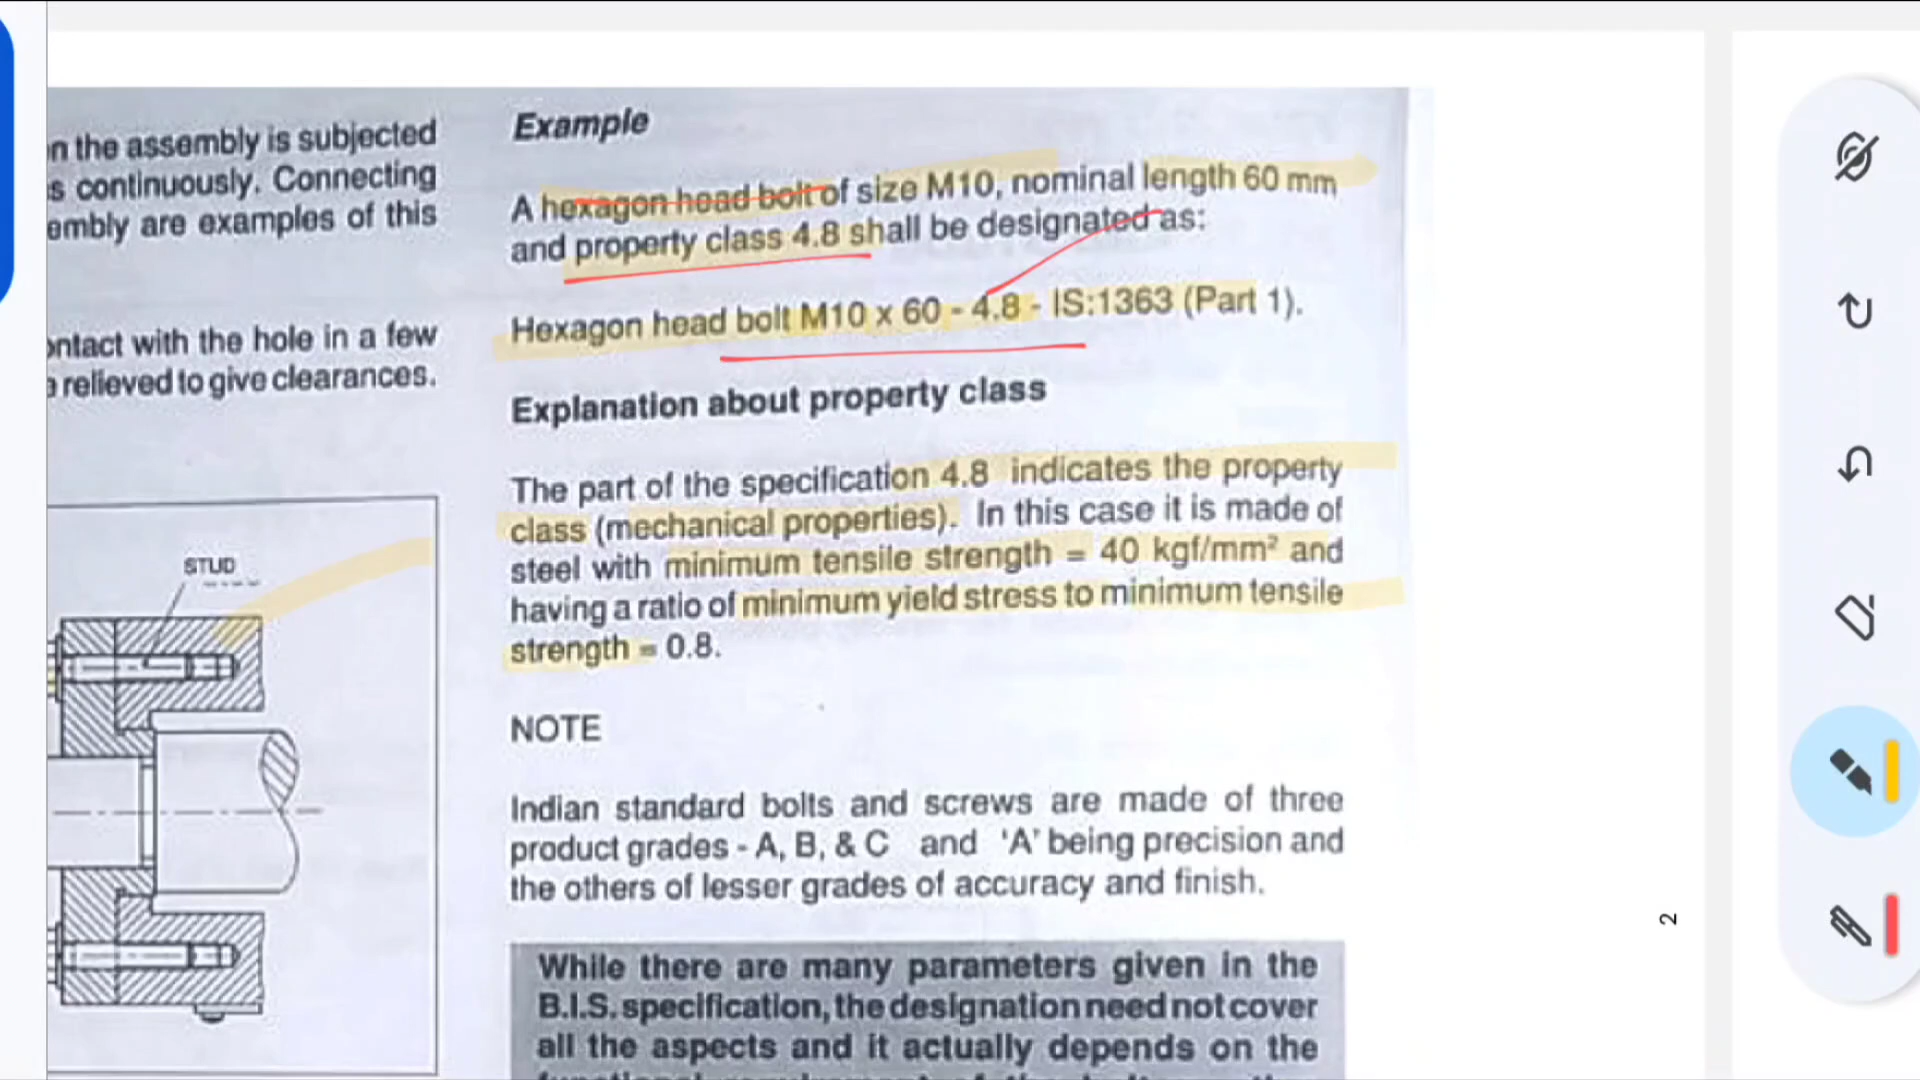 n the assembly is subjected
s continuously. Connecting
embly are examples of this
ontact with the hole in a few
relieved to give clearances.
STUD
Example
A hexagon head bolt of size M10, nominal length 60 mm
and property class 4.8 shall be designated as:
Hexagon head bolt M10 x 60 - 4.8 - IS:1363 (Part 1).
Explanation about property class
The part of the specification 4.8 indicates the property
class (mechanical properties). In this case it is made of
steel with minimum tensile strength = 40 kgf/mm² and
having a ratio of minimum yield stress to minimum tensile
strength = 0.8.
NOTE
Indian standard bolts and screws are made of three
product grades - A, B, & C and 'A' being precision and
the others of lesser grades of accuracy and finish.
While there are many parameters given in the
B.I.S. specification, the designation need not cover
all the aspects and it actually depends on the
2